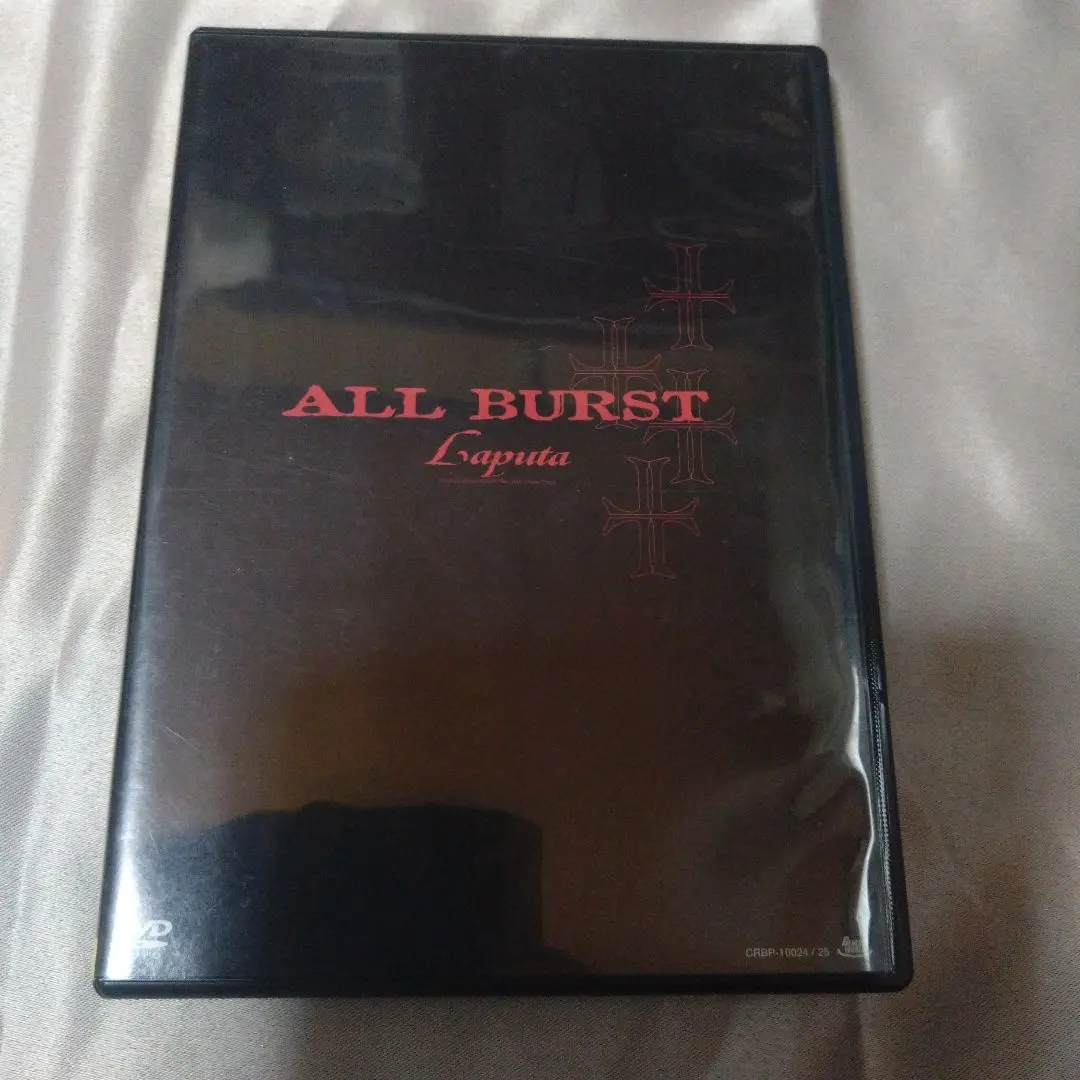 ALL BURST
Laputa
CRBP-10024 / 25